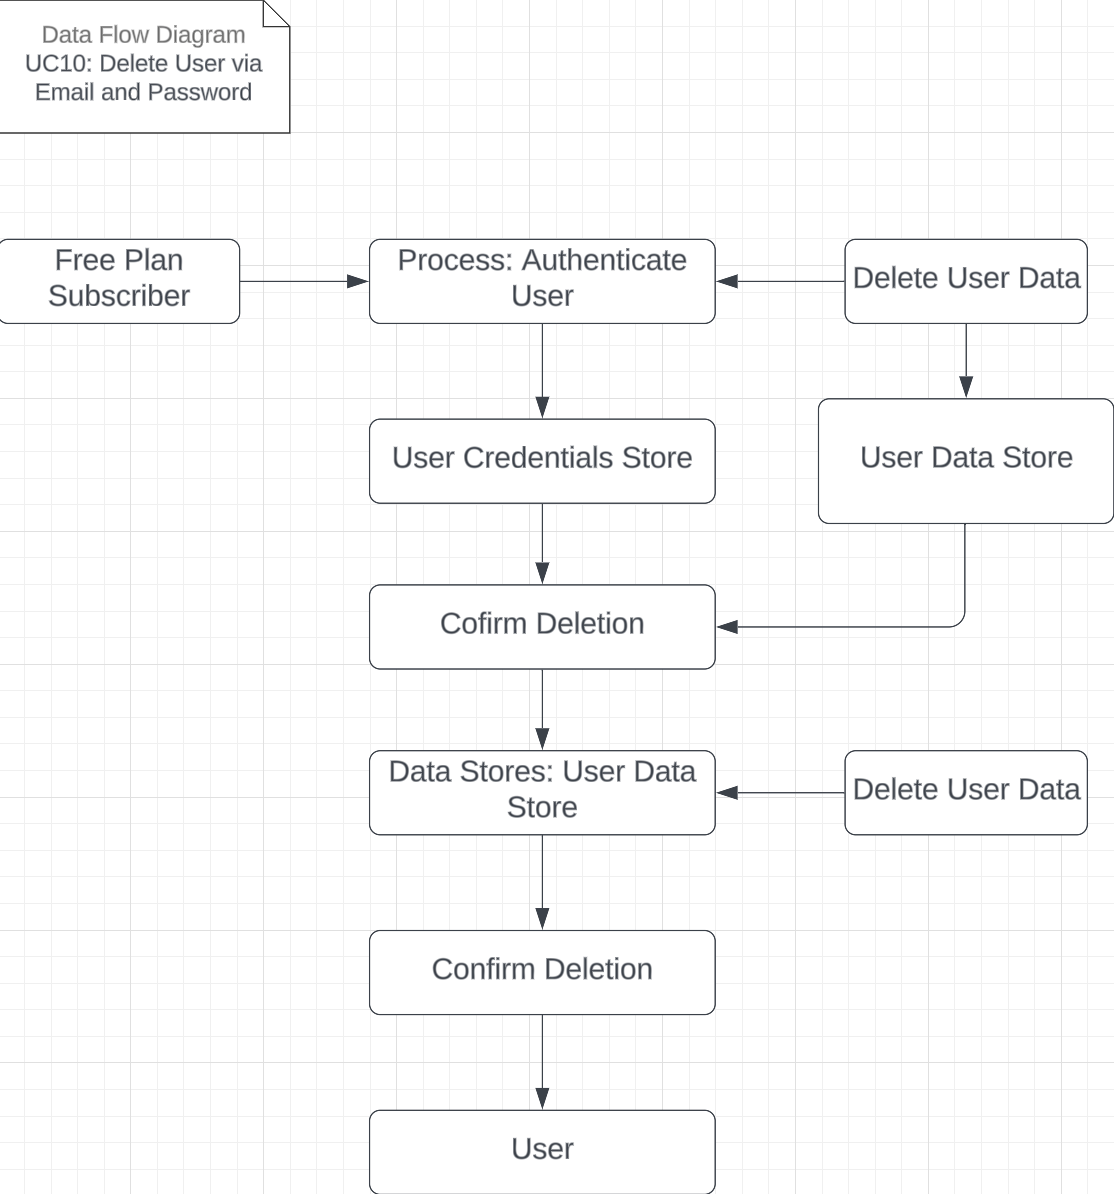 Data Flow Diagram
UC10: Delete User via
Email and Password
Free Plan
Subscriber
Process: Authenticate
User
Delete User Data
User Credentials Store
User Data Store
Cofirm Deletion
Data Stores: User Data
Store
Delete User Data
Confirm Deletion
User